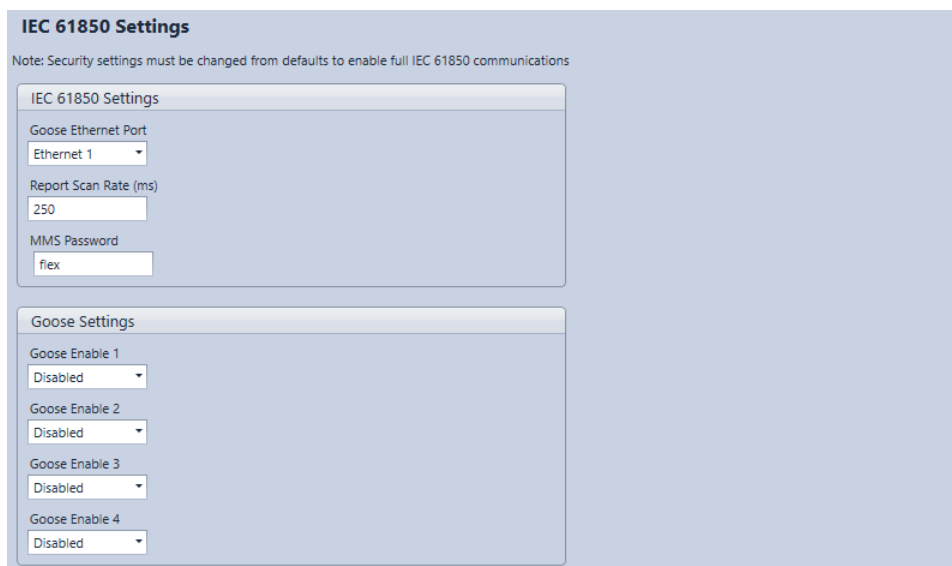 IEC 61850 Settings
Note: Security settings must be changed from defaults to enable full IEC 61850 communications
IEC 61850 Settings
Goose Ethernet Port
Ethernet 1
Report Scan Rate (ms)
250
MMS Password
flex
Goose Settings
Goose Enable 1
Disabled
Goose Enable 2
Disabled
Goose Enable 3
Disabled
Goose Enable 4
Disabled